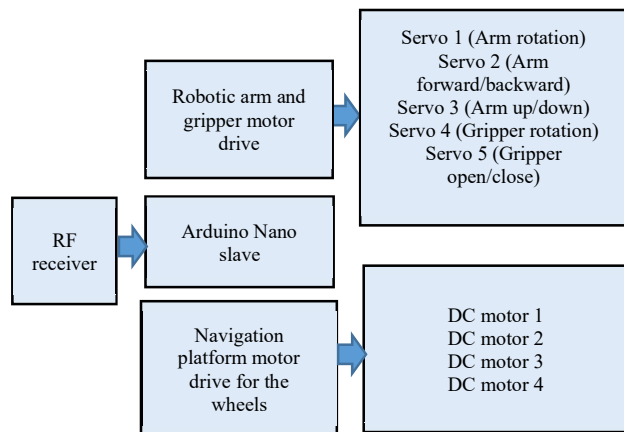 Servo 1 (Arm rotation)
Servo 2 (Arm
forward/backward)
Servo 3 (Arm up/down)
Servo 4 (Gripper rotation)
Servo 5 (Gripper
open/close)
Robotic arm and
gripper motor
drive
RF
receiver
Arduino Nano
slave
Navigation
platform motor
drive for the
wheels
DC motor 1
DC motor 2
DC motor 3
DC motor 4